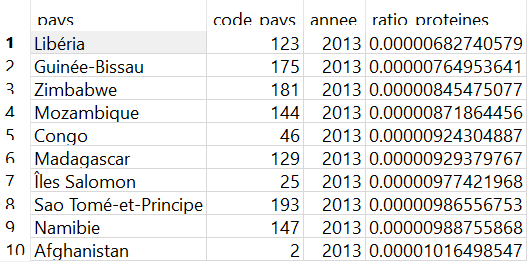 pays code_pays annee ratio_proteines
1 Libéria 123 2013 0.00000682740579
2 Guinée-Bissau 175 2013 0.00000764953641
3 Zimbabwe 181 2013 0.00000845475077
4 Mozambique 144 2013 0.00000871864456
5 Congo 46 2013 0.00000924304887
6 Madagascar 129 2013 0.00000929379767
7 Îles Salomon 25 2013 0.00000977421968
8 Sao Tomé-et-Principe 193 2013 0.00000986556753
9 Namibie 147 2013 0.00000988755868
10 Afghanistan 2 2013 0.00001016498547